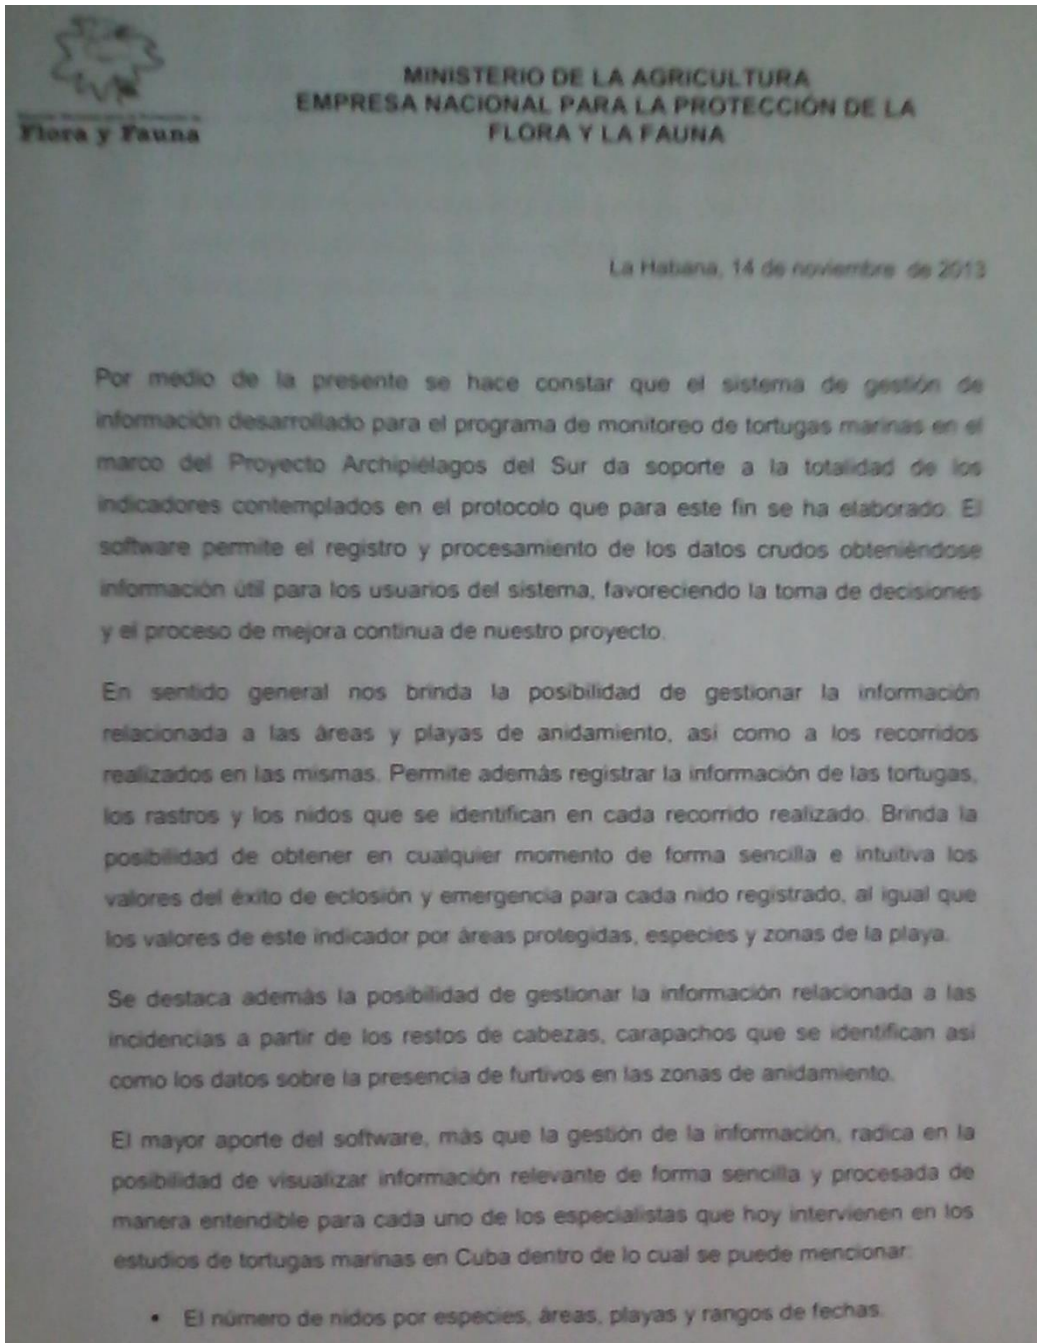 Flora y Fauna
MINISTERIO DE LA AGRICULTURA
EMPRESA NACIONAL PARA LA PROTECCIÓN DE LA
FLORA Y LA FAUNA
La Habana, 14 de noviembre de 2013
Por medio de la presente se hace constar que el sistema de gestión de
información desarrollado para el programa de monitoreo de tortugas marinas en el
marco del Proyecto Archipiélagos del Sur da soporte a la totalidad de los
indicadores contemplados en el protocolo que para este fin se ha elaborado. El
software permite el registro y procesamiento de los datos crudos obteniéndose
información útil para los usuarios del sistema, favoreciendo la toma de decisiones
y el proceso de mejora continua de nuestro proyecto.
En sentido general nos brinda la posibilidad de gestionar la información
relacionada a las áreas y playas de anidamiento, así como a los recorridos
realizados en las mismas. Permite además registrar la información de las tortugas,
los rastros y los nidos que se identifican en cada recorrido realizado. Brinda la
posibilidad de obtener en cualquier momento de forma sencilla e intuitiva los
valores del éxito de eclosión y emergencia para cada nido registrado, al igual que
los valores de este indicador por áreas protegidas, especies y zonas de la playa.
Se destaca además la posibilidad de gestionar la información relacionada a las
incidencias a partir de los restos de cabezas, carapachos que se identifican así
como los datos sobre la presencia de furtivos en las zonas de anidamiento.
El mayor aporte del software, más que la gestión de la información, radica en la
posibilidad de visualizar información relevante de forma sencilla y procesada de
manera entendible para cada uno de los especialistas que hoy intervienen en los
estudios de tortugas marinas en Cuba dentro de lo cual se puede mencionar:
• El número de nidos por especies, áreas, playas y rangos de fechas.